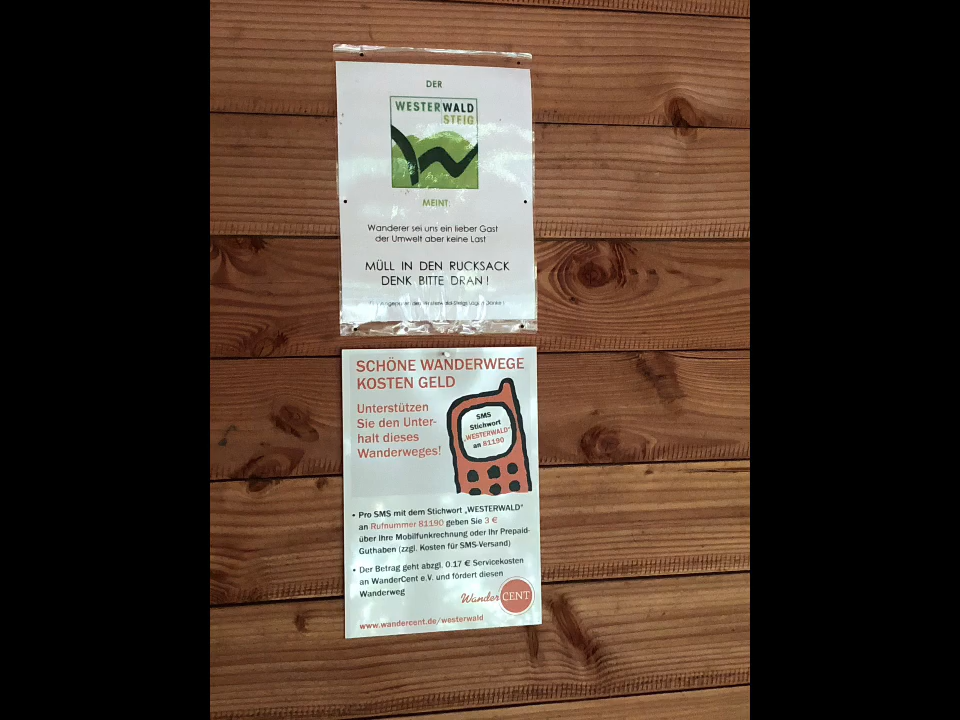 DER
WESTERWALD
STEIG
MEINT:
Wanderer sei uns ein lieber Gast
der Umwelt aber keine Last
MÜLL IN DEN RUCKSACK
DENK BITTE DRAN !
SCHÖNE WANDERWEGE
KOSTEN GELD
Unterstützen
Sie den Unter-
halt dieses
Wanderweges!
SMS
Stichwort
„WESTERWALD"
an 81190
• Pro SMS mit dem Stichwort „WESTERWALD"
an Rufnummer 81190 geben Sie 3 €
über Ihre Mobilfunkrechnung oder Ihr Prepaid-
Guthaben (zzgl. Kosten für SMS-Versand)
• Der Betrag geht abzgl. 0.17 € Servicekosten
an WanderCent e.V. und fördert diesen
Wanderweg
Wander CENT
www.wandercent.de/westerwald